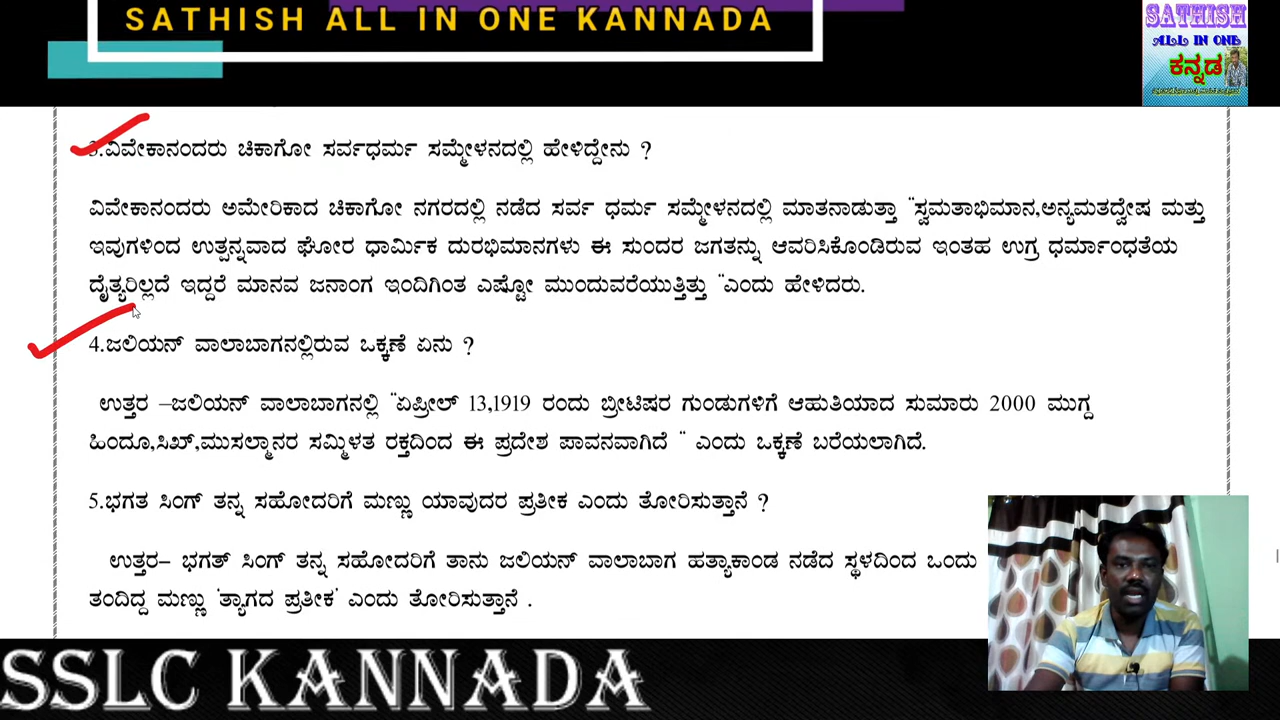 SATHISH ALL IN ONE KANNADA
SATHISH
ALL IN ONE
ಕನ್ನಡ
3.ವಿವೇಕಾನಂದರು ಚಿಕಾಗೋ ಸರ್ವಧರ್ಮ ಸಮ್ಮೇಳನದಲ್ಲಿ ಹೇಳಿದ್ದೇನು ?
ವಿವೇಕಾನಂದರು ಅಮೇರಿಕಾದ ಚಿಕಾಗೋ ನಗರದಲ್ಲಿ ನಡೆದ ಸರ್ವ ಧರ್ಮ ಸಮ್ಮೇಳನದಲ್ಲಿ ಮಾತನಾಡುತ್ತಾ "ಸ್ವಮತಾಭಿಮಾನ,ಅನ್ಯಮತದ್ವೇಷ ಮತ್ತು
ಇವುಗಳಿಂದ ಉತ್ಪನ್ನವಾದ ಘೋರ ಧಾರ್ಮಿಕ ದುರಭಿಮಾನಗಳು ಈ ಸುಂದರ ಜಗತನ್ನು ಆವರಿಸಿಕೊಂಡಿರುವ ಇಂತಹ ಉಗ್ರ ಧರ್ಮಾಂಧತೆಯ
ದೈತ್ಯರಿಲ್ಲದೆ ಇದ್ದರೆ ಮಾನವ ಜನಾಂಗ ಇಂದಿಗಿಂತ ಎಷ್ಟೋ ಮುಂದುವರೆಯುತ್ತಿತ್ತು "ಎಂದು ಹೇಳಿದರು.
4.ಜಲಿಯನ್ ವಾಲಾಬಾಗನಲ್ಲಿರುವ ಒಕ್ಕಣೆ ಏನು ?
ಉತ್ತರ –ಜಲಿಯನ್ ವಾಲಾಬಾಗನಲ್ಲಿ "ಏಪ್ರೀಲ್ 13,1919 ರಂದು ಬ್ರೀಟಿಷರ ಗುಂಡುಗಳಿಗೆ ಆಹುತಿಯಾದ ಸುಮಾರು 2000 ಮುಗ್ದ
ಹಿಂದೂ,ಸಿಖ್,ಮುಸಲ್ಮಾನರ ಸಮ್ಮಿಳತ ರಕ್ತದಿಂದ ಈ ಪ್ರದೇಶ ಪಾವನವಾಗಿದೆ " ಎಂದು ಒಕ್ಕಣೆ ಬರೆಯಲಾಗಿದೆ.
5.ಭಗತ ಸಿಂಗ್ ತನ್ನ ಸಹೋದರಿಗೆ ಮಣ್ಣು ಯಾವುದರ ಪ್ರತೀಕ ಎಂದು ತೋರಿಸುತ್ತಾನೆ ?
ಉತ್ತರ– ಭಗತ್ ಸಿಂಗ್ ತನ್ನ ಸಹೋದರಿಗೆ ತಾನು ಜಲಿಯನ್ ವಾಲಾಬಾಗ ಹತ್ಯಾಕಾಂಡ ನಡೆದ ಸ್ಥಳದಿಂದ ಒಂದು
ತಂದಿದ್ದ ಮಣ್ಣು 'ತ್ಯಾಗದ ಪ್ರತೀಕ' ಎಂದು ತೋರಿಸುತ್ತಾನೆ .
SSLC KANNADA